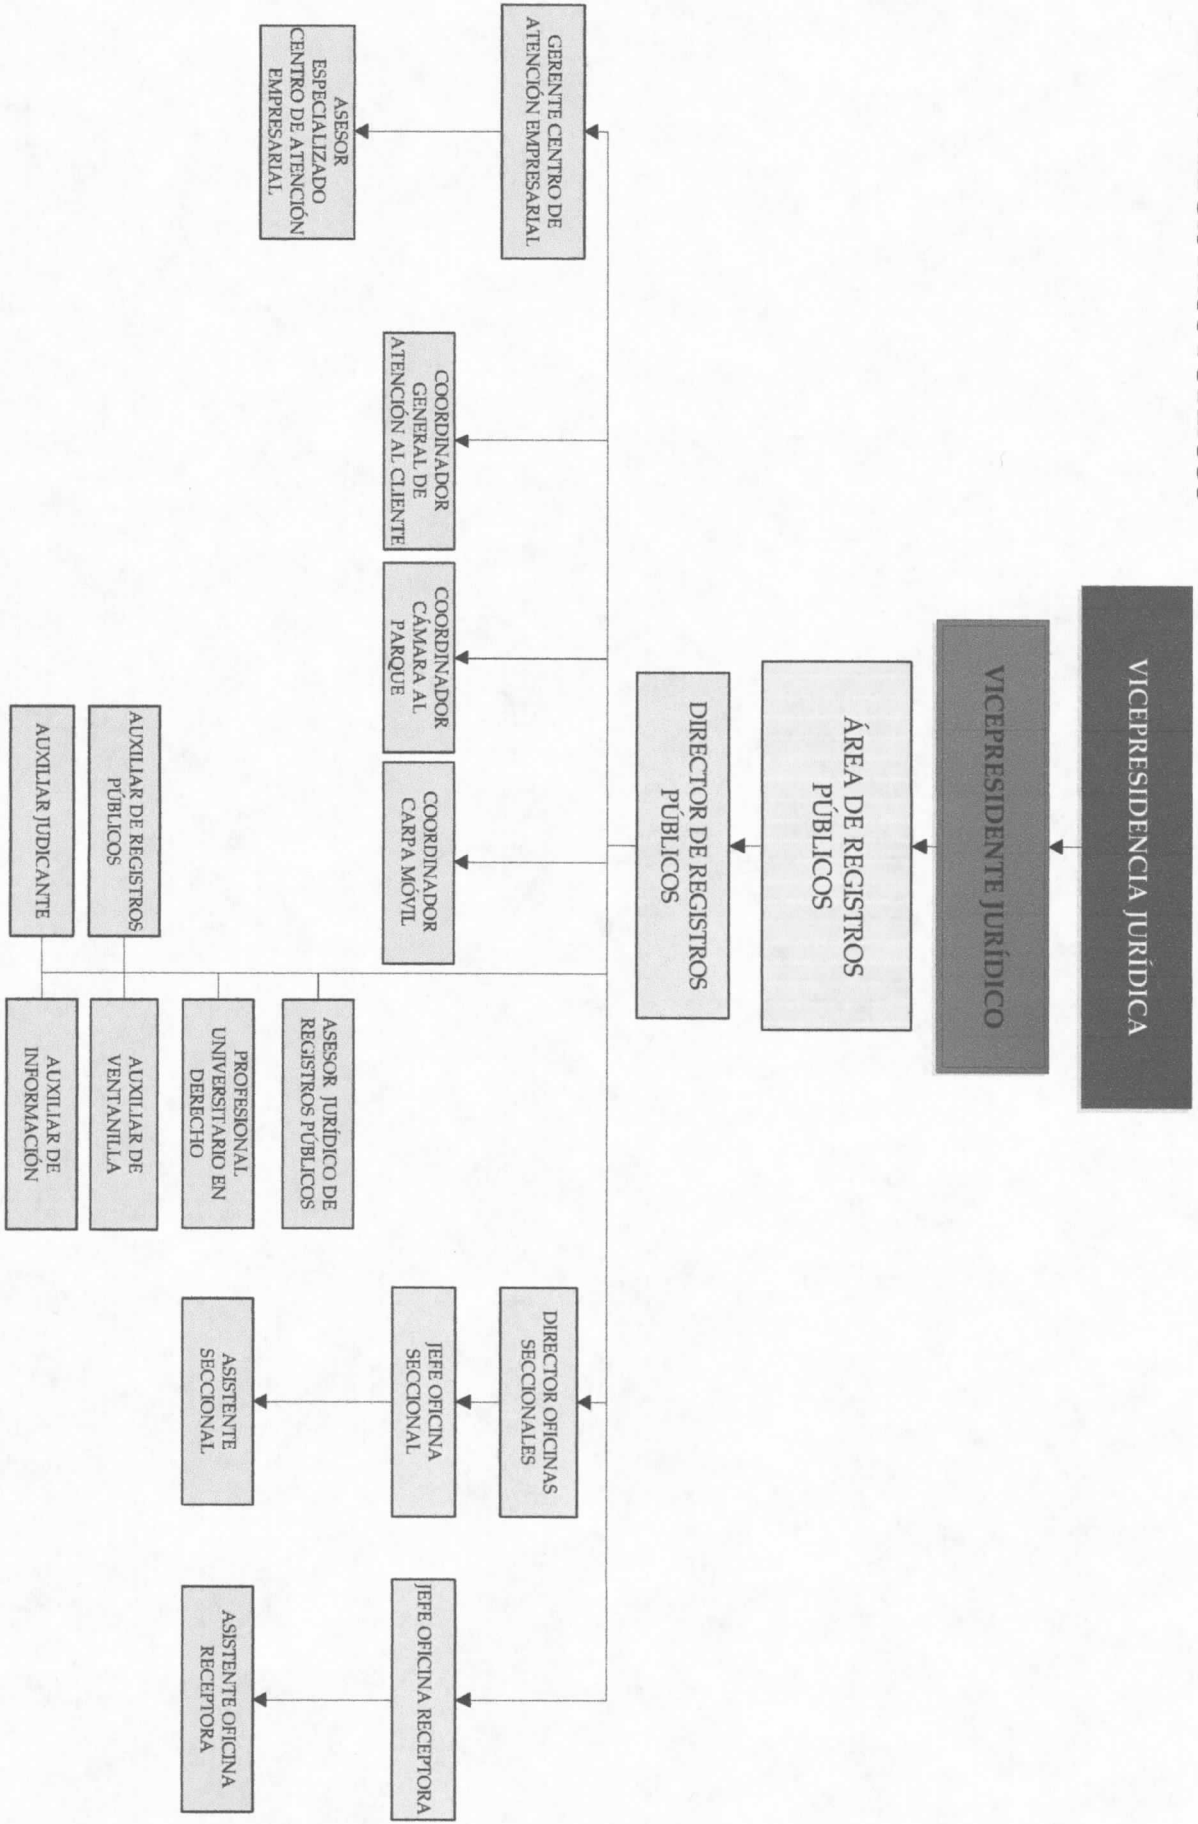 VICEPRESIDENCIA JURÍDICA
VICEPRESIDENTE JURÍDICO
ÁREA DE REGISTROS
PÚBLICOS
DIRECTOR DE REGISTROS
PÚBLICOS
GERENTE CENTRO DE
ATENCIÓN EMPRESARIAL
ASESOR
ESPECIALIZADO
CENTRO DE ATENCIÓN
EMPRESARIAL
COORDINADOR
GENERAL DE
ATENCIÓN AL CLIENTE
COORDINADOR
CÁMARA AL
PARQUE
COORDINADOR
CARPA MÓVIL
ASESOR JURÍDICO DE
REGISTROS PÚBLICOS
PROFESIONAL
UNIVERSITARIO EN
DERECHO
AUXILIAR DE REGISTROS
PÚBLICOS
AUXILIAR DE
VENTANILLA
AUXILIAR JUDICANTE
AUXILIAR DE
INFORMACIÓN
DIRECTOR OFICINAS
SECCIONALES
JEFE OFICINA
SECCIONAL
ASISTENTE
SECCIONAL
JEFE OFICINA RECEPTORA
ASISTENTE OFICINA
RECEPTORA